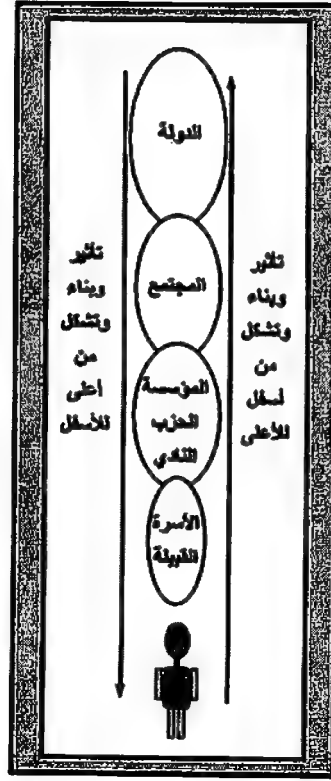 الدولة
المجتمع
المؤسسة
الحزب
النادي
الأسرة
القبيلة
تأثير
وبناء
وتشكل
من
أسفل
للأعلى
تأثير
وبناء
وتشكل
من
أعلى
للأسفل